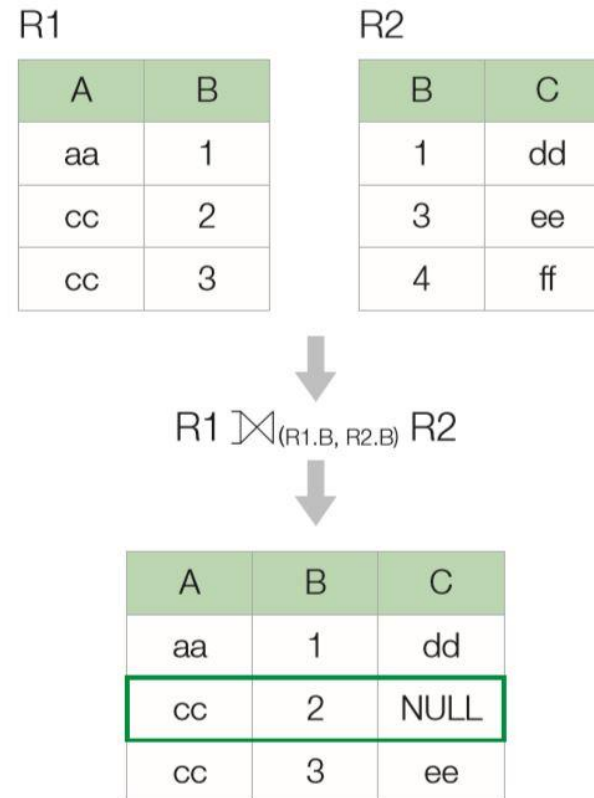 R1 R2
A B B C
aa 1 1 dd
cc 2 3 ee
cc 3 4 ff
R1 ⟕(R1.B, R2.B) R2
A B C
aa 1 dd
cc 2 NULL
cc 3 ee